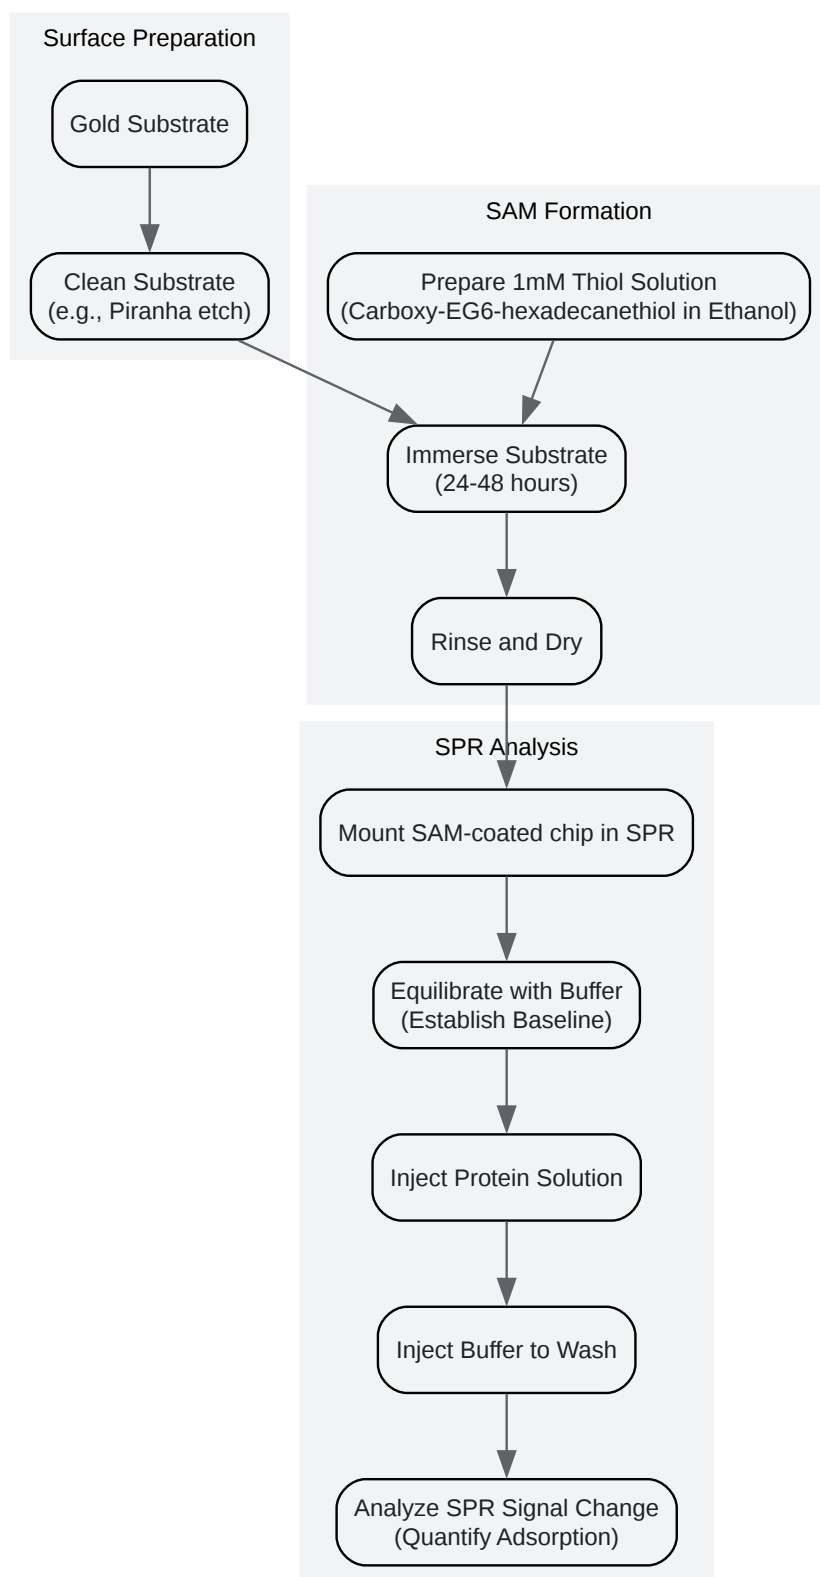 Surface Preparation
Gold Substrate
Clean Substrate
(e.g., Piranha etch)
SAM Formation
Prepare 1mM Thiol Solution
(Carboxy-EG6-hexadecanethiol in Ethanol)
Immerse Substrate
(24-48 hours)
Rinse and Dry
SPR Analysis
Mount SAM-coated chip in SPR
Equilibrate with Buffer
(Establish Baseline)
Inject Protein Solution
Inject Buffer to Wash
Analyze SPR Signal Change
(Quantify Adsorption)